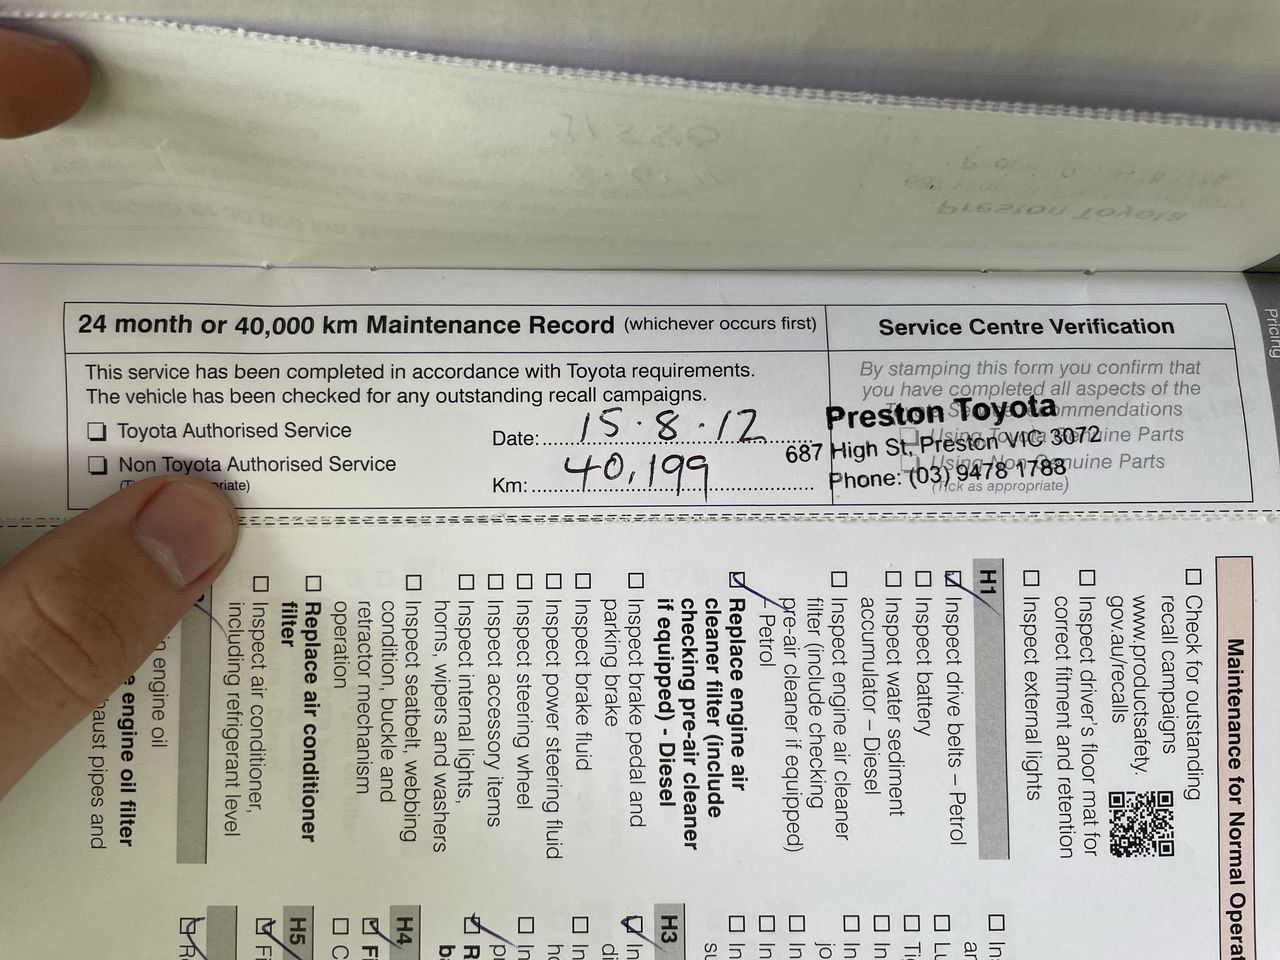 24 month or 40,000 km Maintenance Record (whichever occurs first)
Service Centre Verification
This service has been completed in accordance with Toyota requirements.
The vehicle has been checked for any outstanding recall campaigns.
Toyota Authorised Service
Non Toyota Authorised Service
Date: 15.8.12
Km: 40,199
By stamping this form you confirm that
you have completed all aspects of the
Using Toyota Genuine Parts
Using Non Genuine Parts
(Tick as appropriate)
Preston Toyota
687 High St, Preston VIC 3072
Phone: (03) 9478 1788
Pricing
Maintenance for Normal
Check for outstanding
recall campaigns
www.productsafety.
gov.au/recalls
Inspect driver's floor mat for
correct fitment and retention
Inspect external lights
H1
Inspect drive belts – Petrol
Inspect battery
Inspect water sediment
accumulator – Diesel
Inspect engine air cleaner
filter (include checking
pre-air cleaner if equipped)
– Petrol
Replace engine air
cleaner filter (include
checking pre-air cleaner
if equipped) - Diesel
Inspect brake pedal and
parking brake
Inspect brake fluid
Inspect power steering fluid
Inspect steering wheel
Inspect accessory items
Inspect internal lights,
horns, wipers and washers
Inspect seatbelt, webbing
condition, buckle and
retractor mechanism
operation
Replace air conditioner
filter
Inspect air conditioner,
including refrigerant level
engine oil
engine oil filter
pipes and
H3
H4
H5